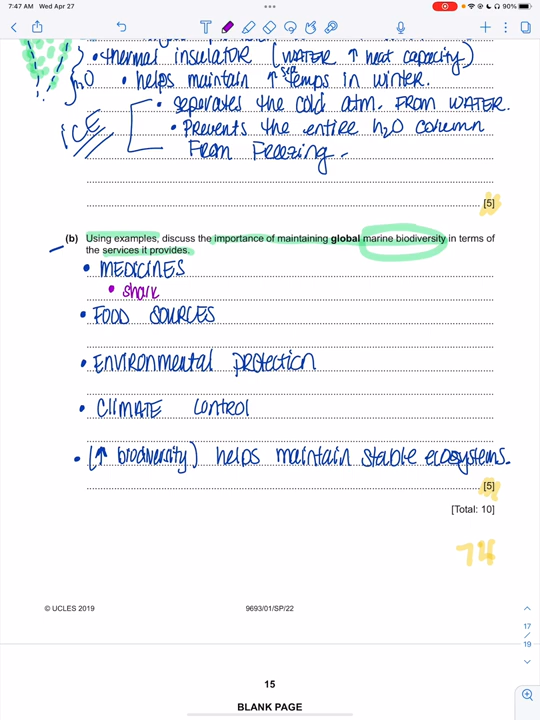 7:47 AM Wed Apr 27
90%
• thermal insulator (WATER ↑ heat capacity)
H2O • helps maintain ↑ sea temps in winter.
• seperates the cold atm. FROM WATER.
ICE • Prevents the entire H2O column
FROM Freezing.
[5]
(b) Using examples, discuss the importance of maintaining global marine biodiversity in terms of
the services it provides.
• MEDICINES
• shark
• FOOD SOURCES
• ENVIRONMENTAL PROTECTION
• CLIMATE CONTROL
• (↑ biodiversity) helps maintain stable ecosystems.
[5]
[Total: 10]
74
© UCLES 2019 9693/01/SP/22
17
/
19
15
BLANK PAGE